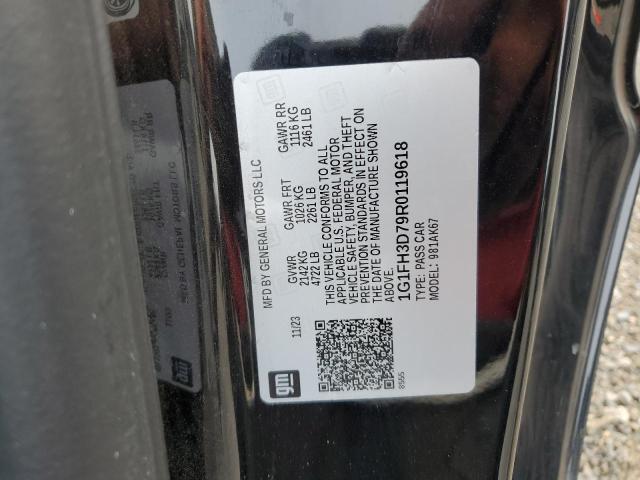 gm
11/23
MFD BY GENERAL MOTORS LLC
GVWR GAWR FRT GAWR RR
2142 KG 1026 KG 1116 KG
4722 LB 2261 LB 2461 LB
THIS VEHICLE CONFORMS TO ALL
APPLICABLE U.S. FEDERAL MOTOR
VEHICLE SAFETY, BUMPER, AND THEFT
PREVENTION STANDARDS IN EFFECT ON
THE DATE OF MANUFACTURE SHOWN
ABOVE.
8555
1G1FH3D79R0119618
TYPE: PASS CAR
MODEL: 981AK67